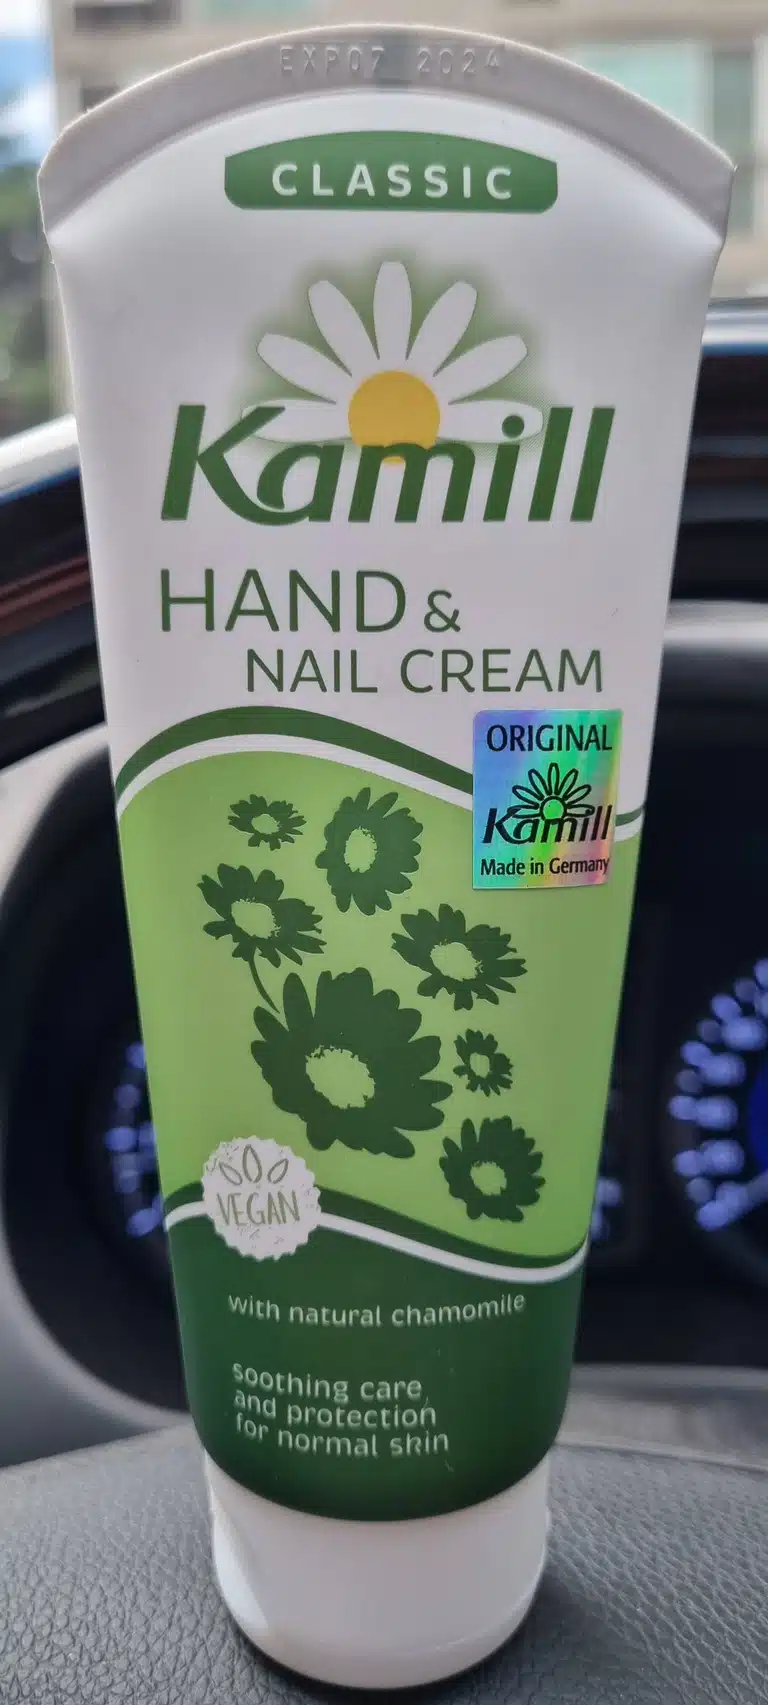 EXP07 2024
CLASSIC
Kamill
HAND &
NAIL CREAM
ORIGINAL
Kamill
Made in Germany
VEGAN
with natural chamomile
soothing care
and protection
for normal skin